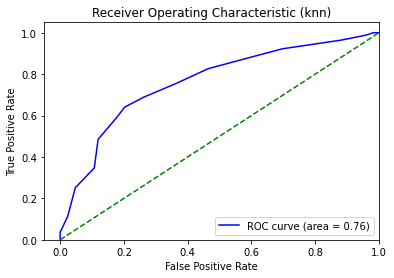 Receiver Operating Characteristic (knn)
True Positive Rate
1.0
0.8
0.6
0.4
0.2
0.0
ROC curve (area = 0.76)
0.0 0.2 0.4 0.6 0.8 1.0
False Positive Rate